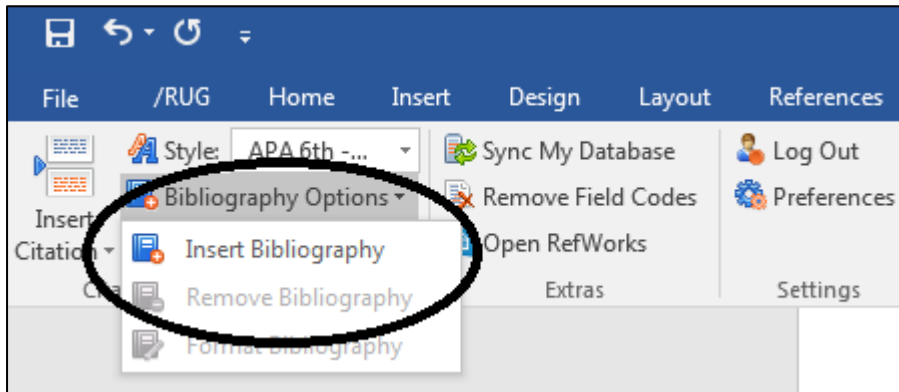 File /RUG Home Insert Design Layout References
Style: APA 6th -... Sync My Database Log Out
Bibliography Options Remove Field Codes Preferences
Insert
Citation Insert Bibliography Open RefWorks
Remove Bibliography Extras Settings
Format Bibliography